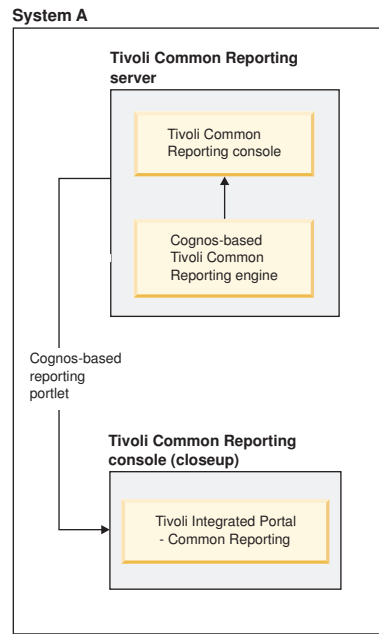 System A
Tivoli Common Reporting
server
Tivoli Common
Reporting console
Cognos-based
Tivoli Common
Reporting engine
Cognos-based
reporting
portlet
Tivoli Common Reporting
console (closeup)
Tivoli Integrated Portal
- Common Reporting